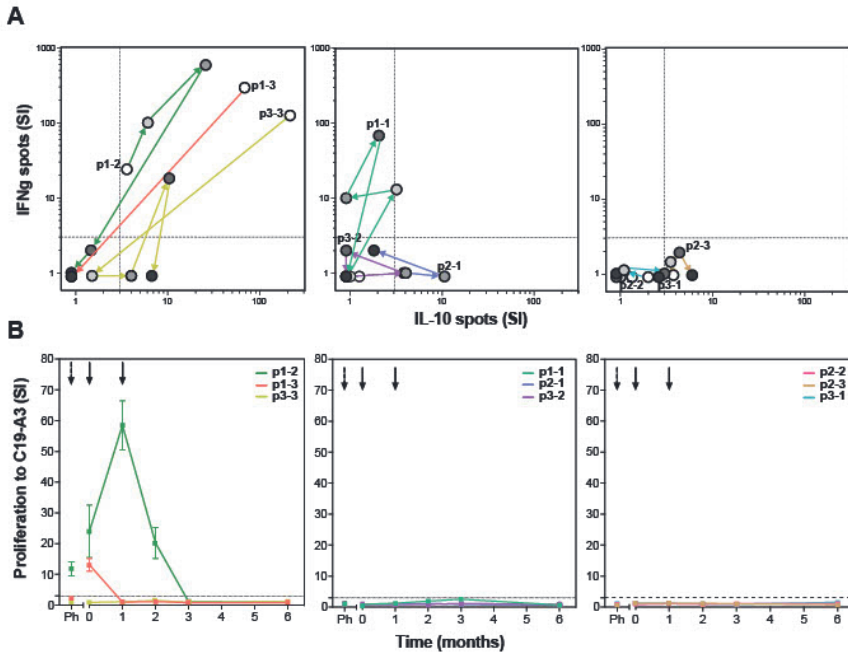 A
IFNg spots (SI)
1000
100
10
1
1
10
100
p1-2
p1-3
p3-3
1000
100
10
1
1
10
100
p1-1
p3-2
p2-1
1000
100
10
1
1
10
100
p2-3
p2-2
p3-1
IL-10 spots (SI)
B
Proliferation to C19-A3 (SI)
80
70
60
50
40
30
20
10
0
Ph 0 1 2 3 4 5 6
p1-2
p1-3
p3-3
80
70
60
50
40
30
20
10
0
Ph 0 1 2 3 4 5 6
p1-1
p2-1
p3-2
80
70
60
50
40
30
20
10
0
Ph 0 1 2 3 4 5 6
p2-2
p2-3
p3-1
Time (months)